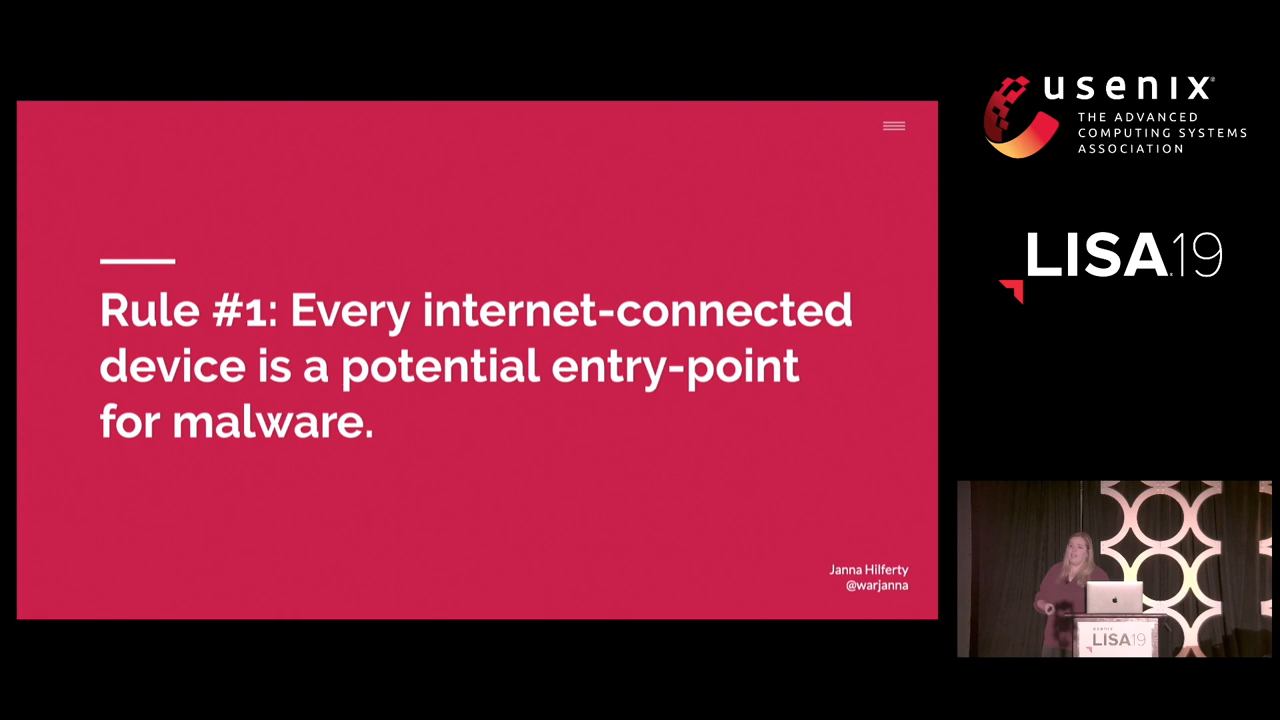 Rule #1: Every internet-connected
device is a potential entry-point
for malware.
Janna Hilferty
@warjanna
usenix
THE ADVANCED
COMPUTING SYSTEMS
ASSOCIATION
LISA19
usenix
LISA19